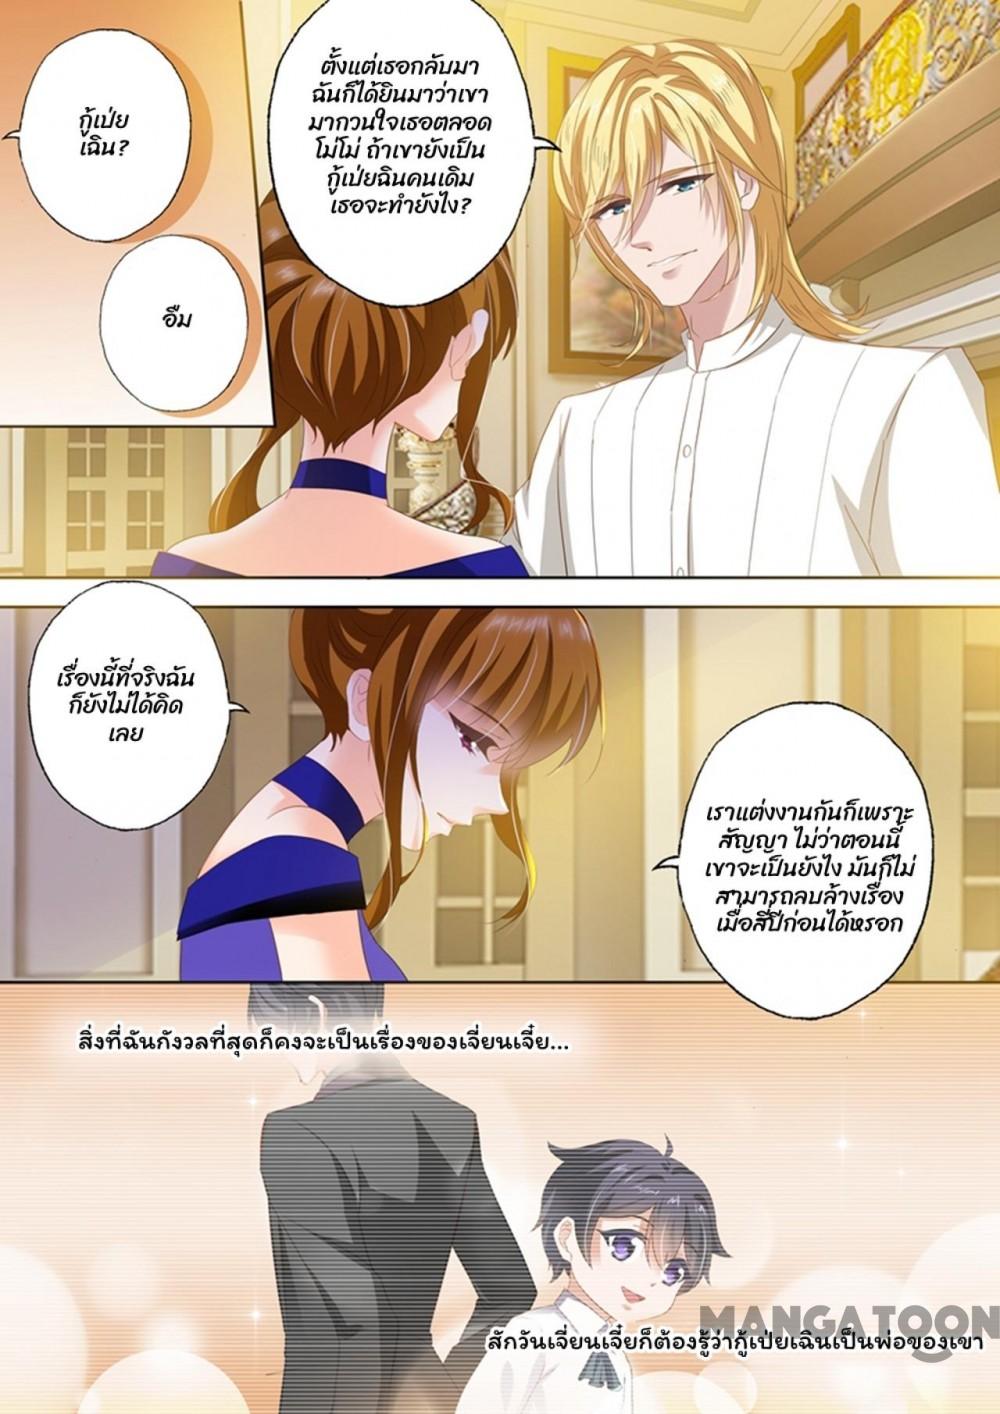 กู้เป่ย
เฉิน?
อืม
ตั้งแต่เธอกลับมา
ฉันก็ได้ยินมาว่าเขา
มากวนใจเธอตลอด
โม่โม่ ถ้าเขายังเป็น
กู้เป่ยฉินคนเดิม
เธอจะทำยังไง?
เรื่องนี้ที่จริงฉัน
ก็ยังไม่ได้คิด
เลย
เราแต่งงานกันก็เพราะ
สัญญา ไม่ว่าตอนนี้
เขาจะเป็นยังไง มันก็ไม่
สามารถลบล้างเรื่อง
เมื่อสี่ปีก่อนได้หรอก
สิ่งที่ฉันกังวลที่สุดก็คงจะเป็นเรื่องของเจี่ยนเจี๋ย...
MANGATOON
สักวันเจี่ยนเจี๋ยก็ต้องรู้ว่ากู้เป่ยเฉินเป็นพ่อของเขา